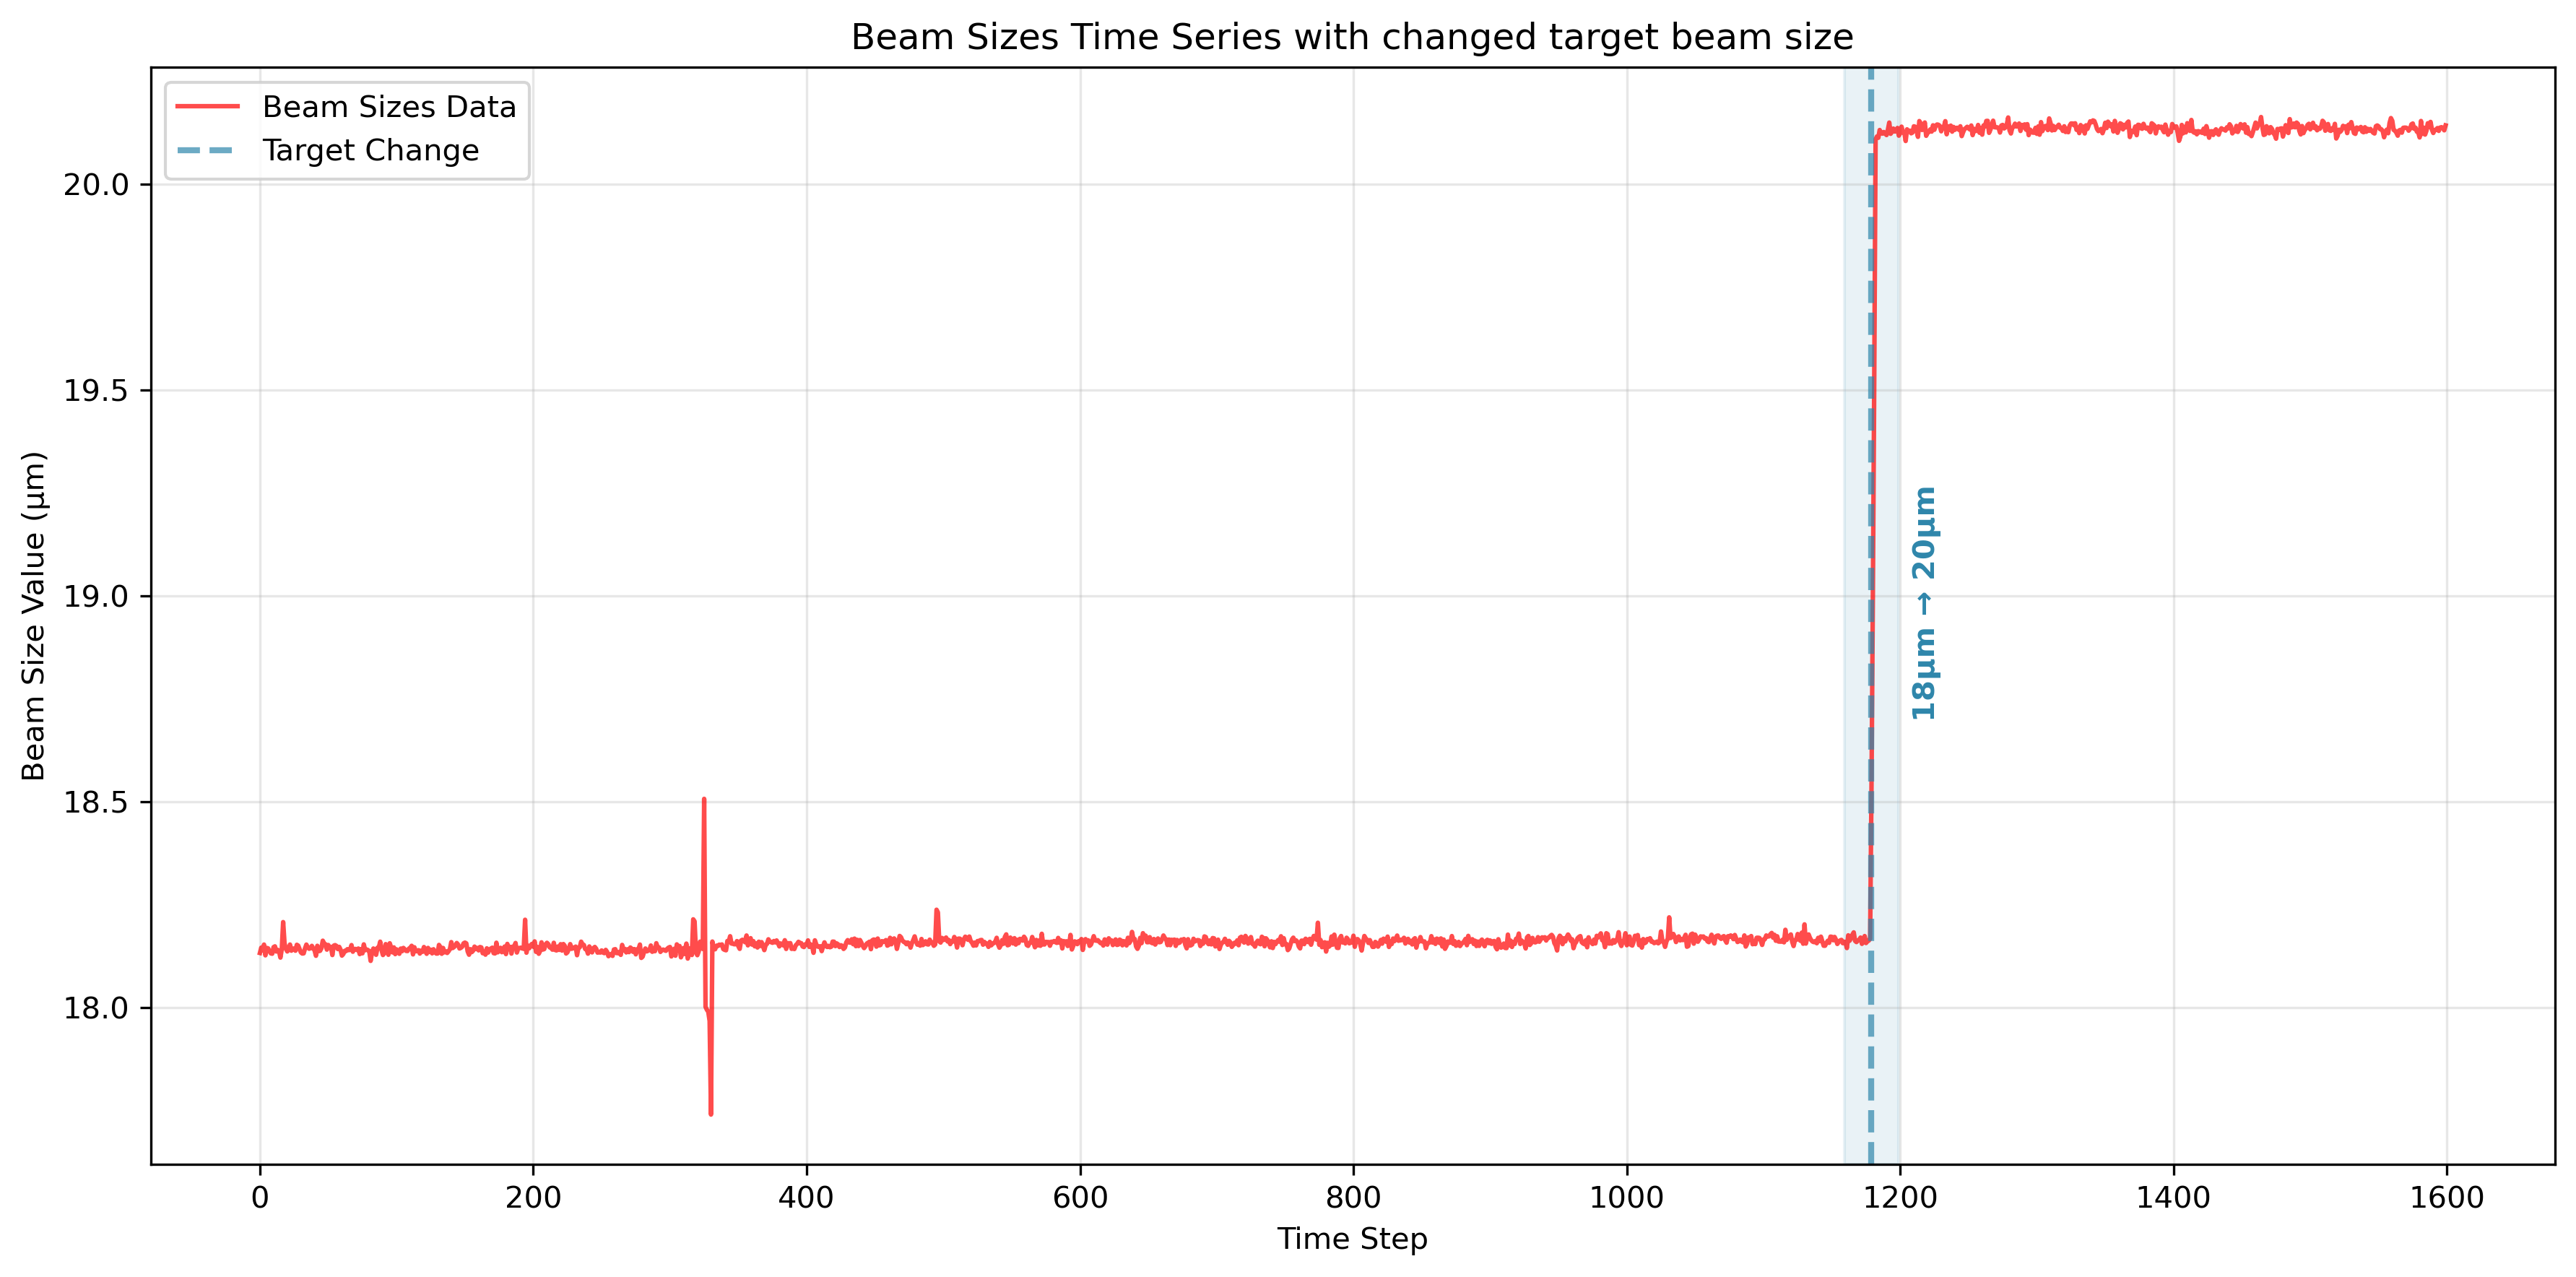 Beam Sizes Time Series with changed target beam size
Beam Sizes Data
Target Change
Beam Size Value (μm)
20.0
19.5
19.0
18.5
18.0
18μm → 20μm
0 200 400 600 800 1000 1200 1400 1600
Time Step